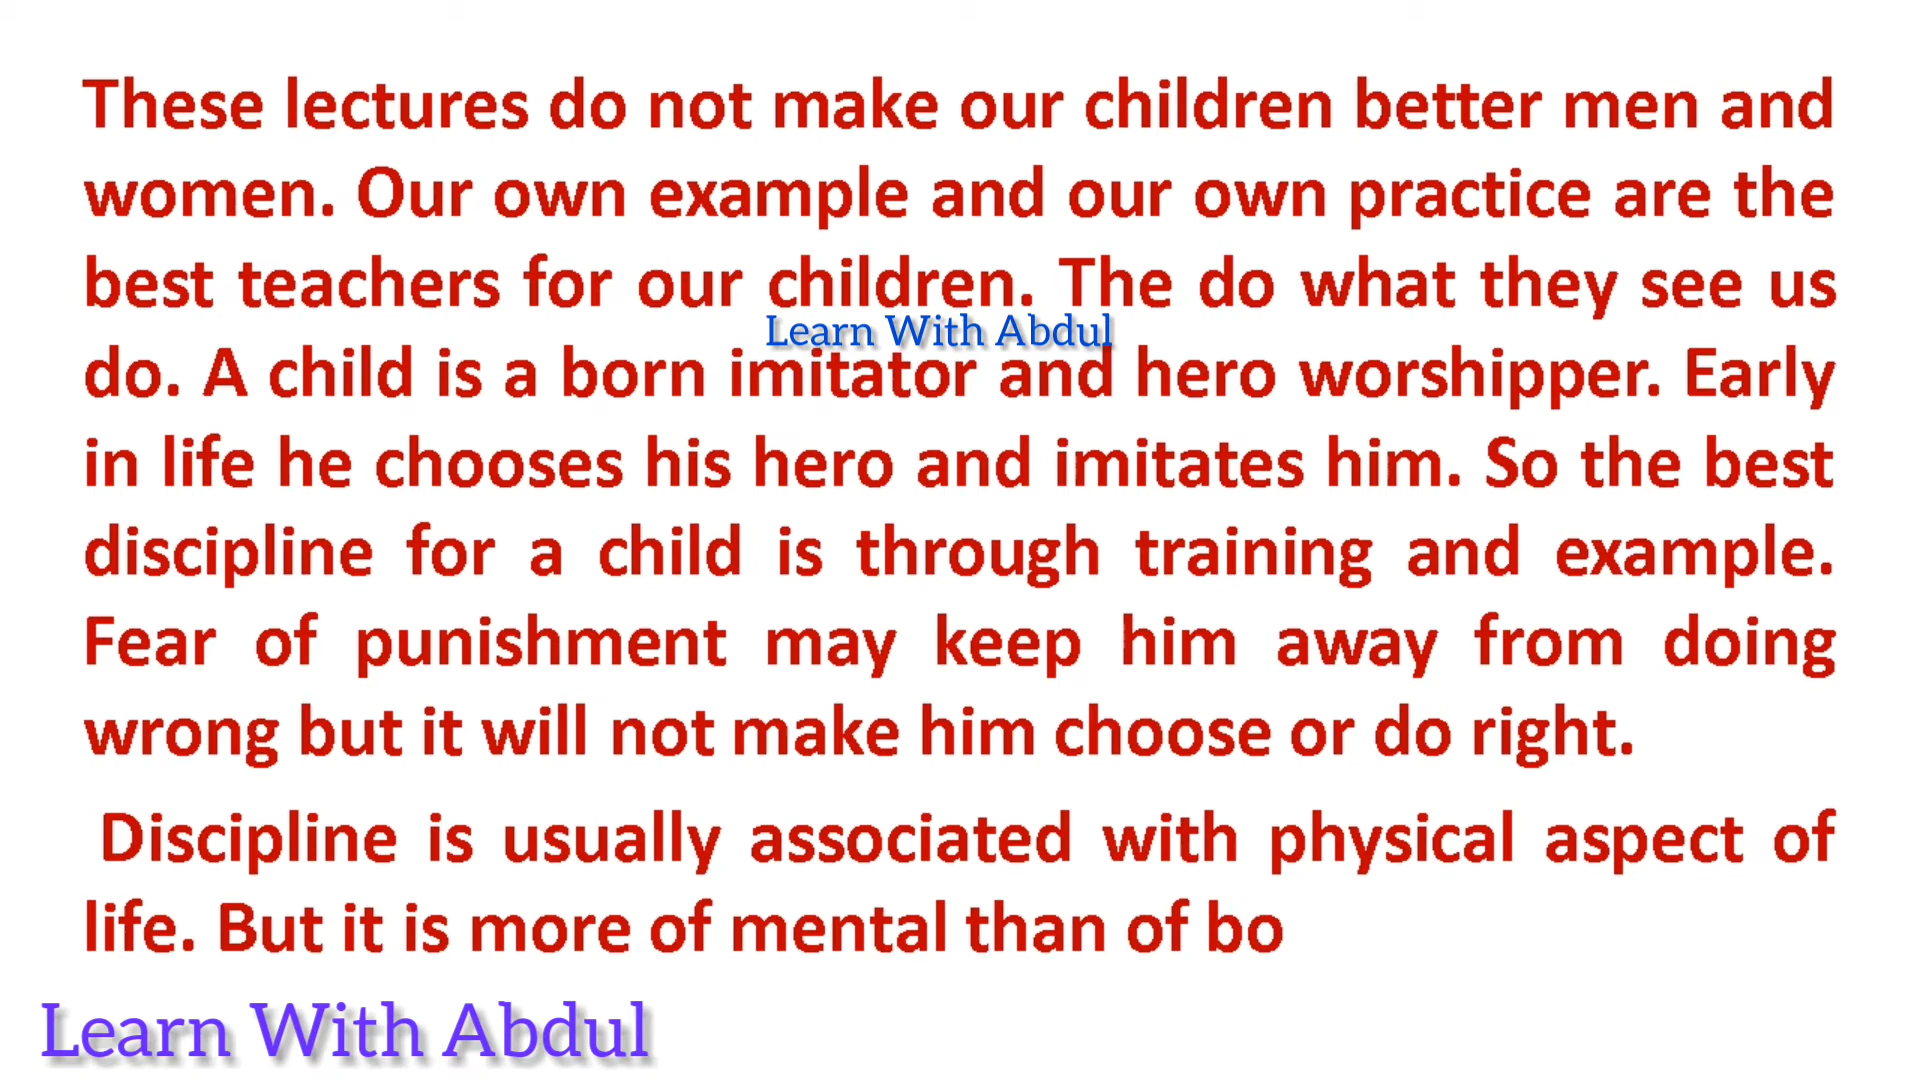 These lectures do not make our children better men and
women. Our own example and our own practice are the
best teachers for our children. The do what they see us
Learn With Abdul
do. A child is a born imitator and hero worshipper. Early
in life he chooses his hero and imitates him. So the best
discipline for a child is through training and example.
Fear of punishment may keep him away from doing
wrong but it will not make him choose or do right.
Discipline is usually associated with physical aspect of
life. But it is more of mental than of bo
Learn With Abdul